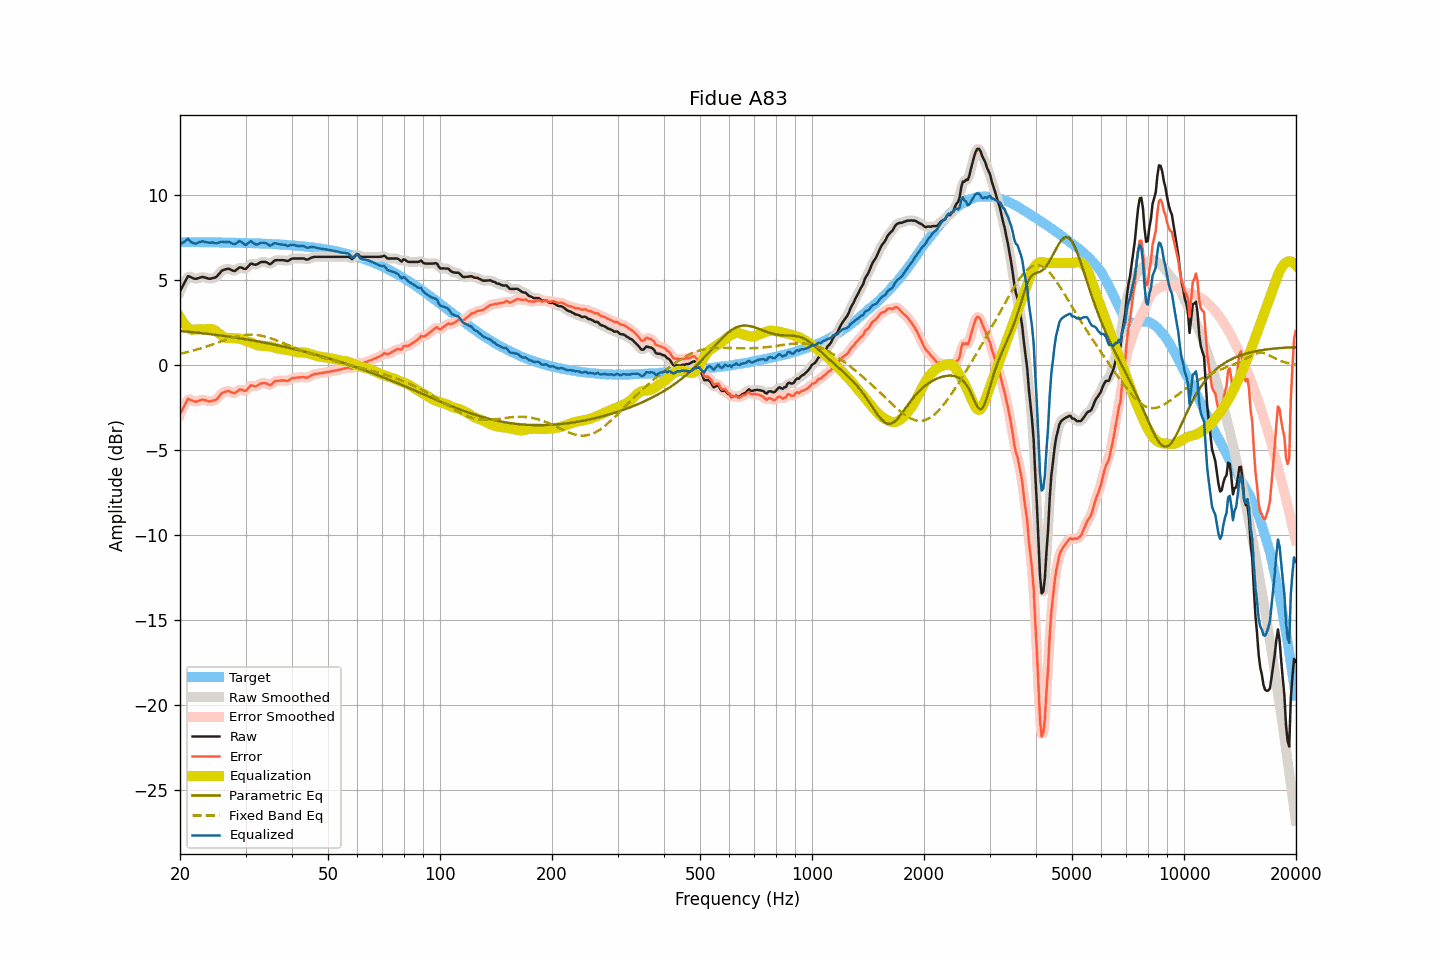 Fidue A83
Amplitude (dBr)
10
5
0
−5
−10
−15
−20
−25
Target
Raw Smoothed
Error Smoothed
Raw
Error
Equalization
Parametric Eq
Fixed Band Eq
Equalized
20 50 100 200 500 1000 2000 5000 10000 20000
Frequency (Hz)